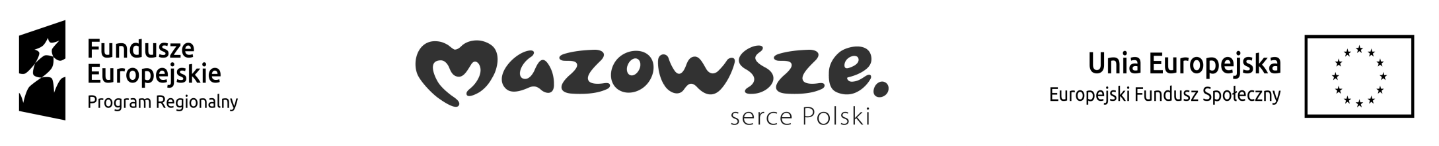 Fundusze
Europejskie
Program Regionalny
mazowsze.
serce Polski
Unia Europejska
Europejski Fundusz Społeczny